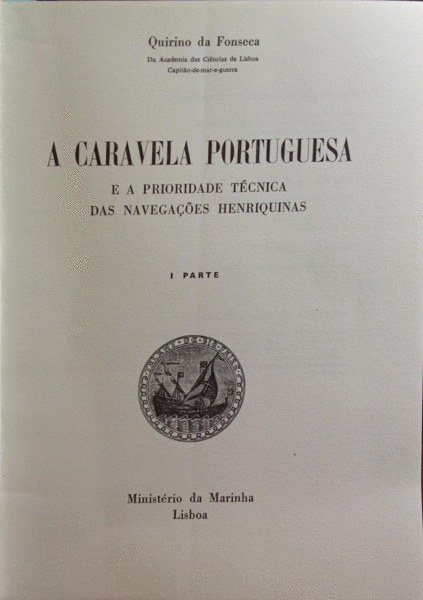 Quirino da Fonseca
Da Academia das Ciências de Lisboa
Capitão-de-mar-e-guerra
A CARAVELA PORTUGUESA
E A PRIORIDADE TÉCNICA
DAS NAVEGAÇÕES HENRIQUINAS
I PARTE
Ministério da Marinha
Lisboa